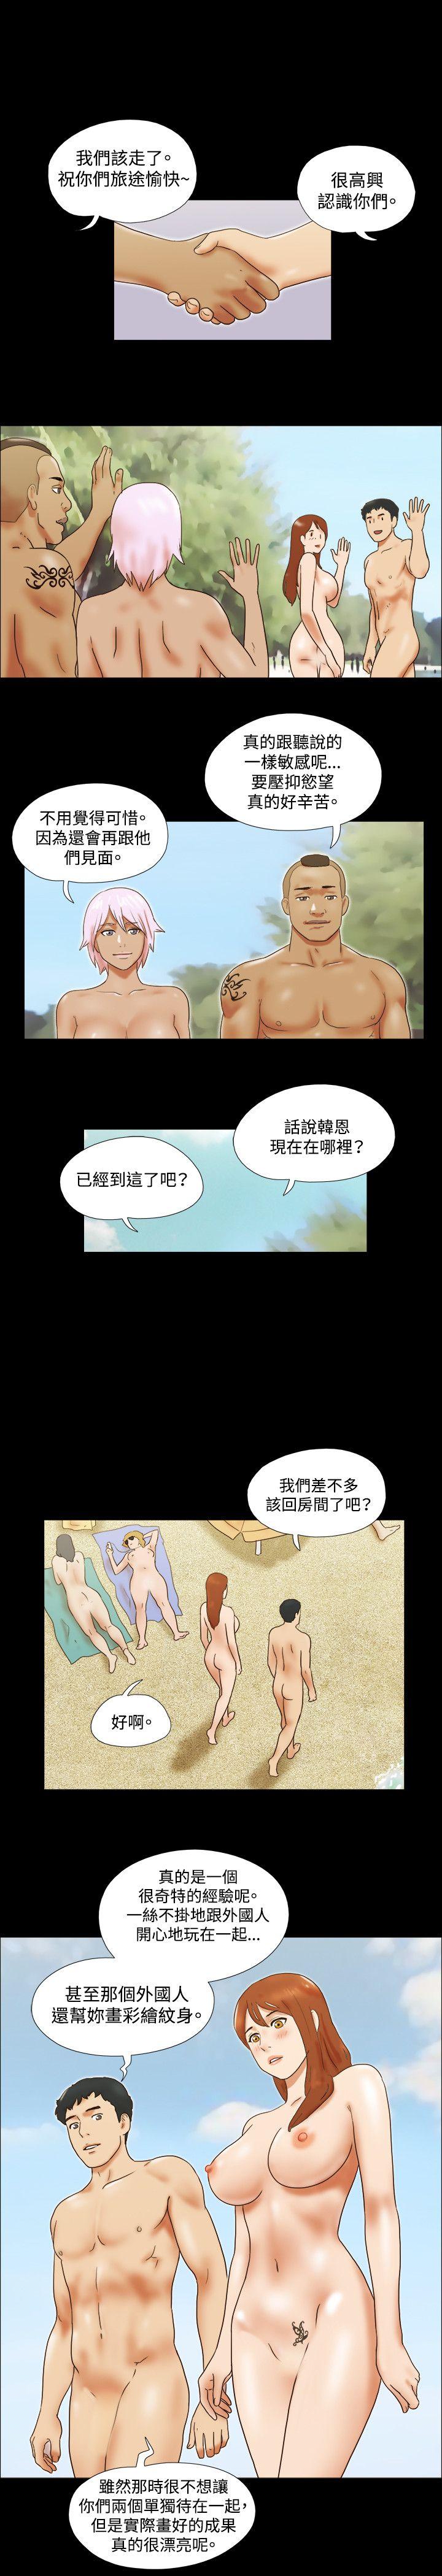 我們該走了。
祝你們旅途愉快~
很高興
認識你們。
真的跟聽說的
一樣敏感呢...
要壓抑慾望
真的好辛苦。
不用覺得可惜。
因為還會再跟他
們見面。
話說韓恩
現在在哪裡？
已經到這了吧？
我們差不多
該回房間了吧？
好啊。
真的是一個
很奇特的經驗呢。
一絲不掛地跟外國人
開心地玩在一起...
甚至那個外國人
還幫妳畫彩繪紋身。
雖然那時很不想讓
你們兩個單獨待在一起，
但是實際畫好的成果
真的很漂亮呢。